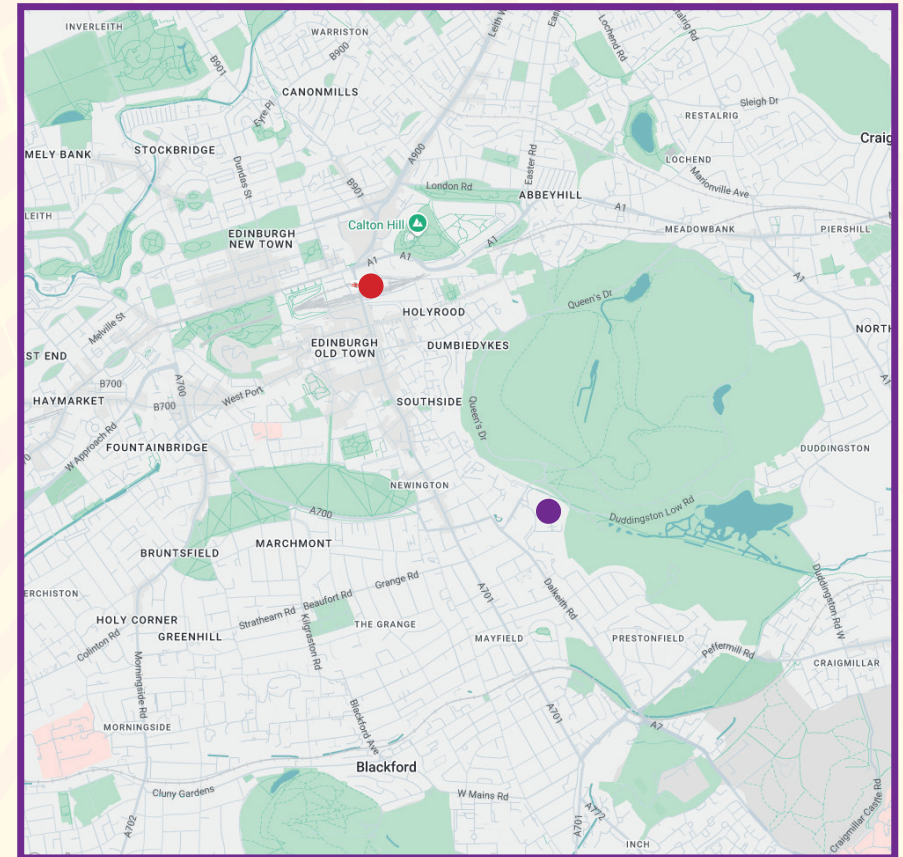 INVERLEITH
WARRISTON
Leith W
Lochend Rd
B901
B900
CANONMILLS
Eyre Pl
Sleigh Dr
RESTALRIG
Craig
MELY BANK
STOCKBRIDGE
Dundas St
A900
Easter Rd
LOCHEND
Marionville Ave
B901
London Rd
ABBEYHILL
LEITH
Calton Hill
A1
EDINBURGH
NEW TOWN
A1
MEADOWBANK
PIERSHILL
A1
A1
A1
Queen's Dr
HOLYROOD
Melville St
EDINBURGH
OLD TOWN
DUMBIEDYKES
NORTH
ST END
B700
A700
West Port
A1
HAYMARKET
B700
SOUTHSIDE
Queen's Dr
W Approach Rd
FOUNTAINBRIDGE
DUDDINGSTON
NEWINGTON
A700
Duddingston Low Rd
MARCHMONT
BRUNTSFIELD
Grange Rd
Dalkeith Rd
Duddingston Rd W
ERCHISTON
Beaufort Rd
A701
Strathearn Rd
HOLY CORNER
Colinton Rd
GREENHILL
Kilgraston Rd
THE GRANGE
MAYFIELD
PRESTONFIELD
Peffermill Rd
CRAIGMILLAR
Morningside Rd
MORNINGSIDE
Blackford Ave
A701
A7
Blackford
Cluny Gardens
W Mains Rd
A702
A701
A772
Craigmillar Castle Rd
INCH